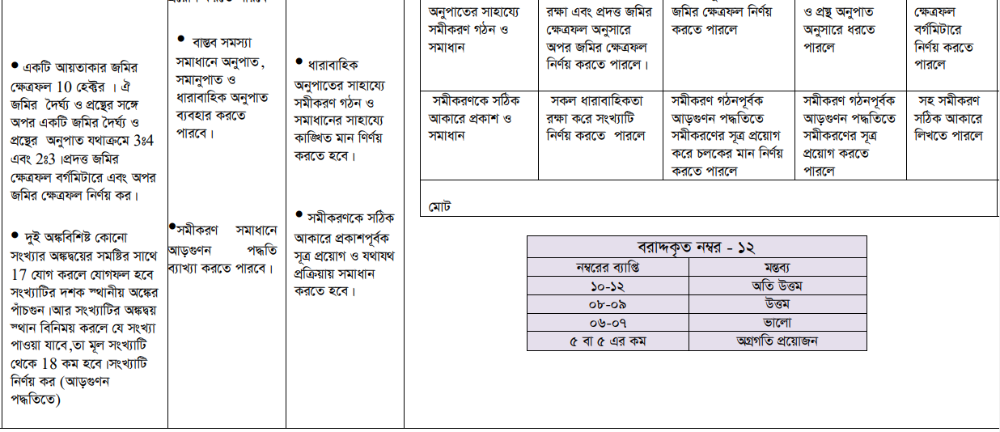 ● একটি আয়তাকার জমির
ক্ষেত্রফল 10 হেক্টর । ঐ
জমির দৈর্ঘ্য ও প্রস্থের সঙ্গে
অপর একটি জমির দৈর্ঘ্য ও
প্রস্থের অনুপাত যথাক্রমে 3ঃ4
এবং 2ঃ3।প্রদত্ত জমির
ক্ষেত্রফল বর্গমিটারে এবং অপর
জমির ক্ষেত্রফল নির্ণয় কর।
● দুই অঙ্কবিশিষ্ট কোনো
সংখ্যার অঙ্কদ্বয়ের সমষ্টির সাথে
17 যোগ করলে যোগফল হবে
সংখ্যাটির দশক স্থানীয় অঙ্কের
পাঁচগুন।আর সংখ্যাটির অঙ্কদ্বয়
স্থান বিনিময় করলে যে সংখ্যা
পাওয়া যাবে,তা মূল সংখ্যাটি
থেকে 18 কম হবে।সংখ্যাটি
নির্ণয় কর (আড়গুণন
পদ্ধতিতে)
● বাস্তব সমস্যা
সমাধানে অনুপাত,
সমানুপাত ও
ধারাবাহিক অনুপাত
ব্যবহার করতে
পারবে।
●সমীকরণ সমাধানে
আড়গুণন পদ্ধতি
ব্যাখ্যা করতে পারবে।
● ধারাবাহিক
অনুপাতের সাহায্যে
সমীকরণ গঠন ও
সমাধানের সাহায্যে
কাঙ্খিত মান নির্ণয়
করতে হবে।
● সমীকরণকে সঠিক
আকারে প্রকাশপূর্বক
সূত্র প্রয়োগ ও যথাযথ
প্রক্রিয়ায় সমাধান
করতে হবে।
অনুপাতের সাহায্যে
সমীকরণ গঠন ও
সমাধান
রক্ষা এবং প্রদত্ত জমির
ক্ষেত্রফল অনুসারে
অপর জমির ক্ষেত্রফল
নির্ণয় করতে পারলে।
জমির ক্ষেত্রফল নির্ণয়
করতে পারলে
ও প্রস্থ অনুপাত
অনুসারে ধরতে
পারলে
ক্ষেত্রফল
বর্গমিটারে
নির্ণয় করতে
পারলে
সমীকরণকে সঠিক
আকারে প্রকাশ ও
সমাধান
সকল ধারাবাহিকতা
রক্ষা করে সংখ্যাটি
নির্ণয় করতে পারলে
সমীকরণ গঠনপূর্বক
আড়গুণন পদ্ধতিতে
সমীকরণের সূত্র প্রয়োগ
করে চলকের মান নির্ণয়
করতে পারলে
সমীকরণ গঠনপূর্বক
আড়গুণন পদ্ধতিতে
সমীকরণের সূত্র
প্রয়োগ করতে
পারলে
সহ সমীকরণ
সঠিক আকারে
লিখতে পারলে
মোট
বরাদ্দকৃত নম্বর - ১২
নম্বরের ব্যাপ্তি মন্তব্য
১০-১২ অতি উত্তম
০৮-০৯ উত্তম
০৬-০৭ ভালো
৫ বা ৫ এর কম অগ্রগতি প্রয়োজন